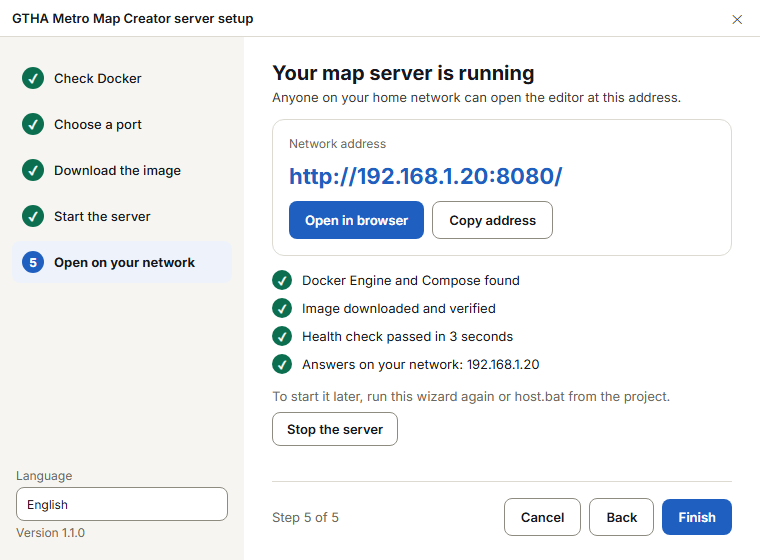 GTHA Metro Map Creator server setup
Check Docker
Choose a port
Download the image
Start the server
5 Open on your network
Language
English
Version 1.1.0
Your map server is running
Anyone on your home network can open the editor at this address.
Network address
http://192.168.1.20:8080/
Open in browser
Copy address
Docker Engine and Compose found
Image downloaded and verified
Health check passed in 3 seconds
Answers on your network: 192.168.1.20
To start it later, run this wizard again or host.bat from the project.
Stop the server
Step 5 of 5
Cancel
Back
Finish